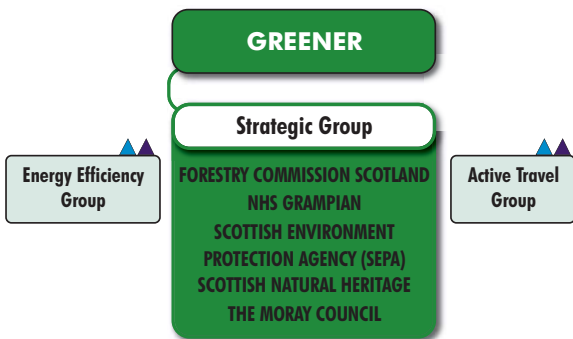 GREENER
Strategic Group
Energy Efficiency
Group
FORESTRY COMMISSION SCOTLAND
NHS GRAMPIAN
SCOTTISH ENVIRONMENT
PROTECTION AGENCY (SEPA)
SCOTTISH NATURAL HERITAGE
THE MORAY COUNCIL
Active Travel
Group